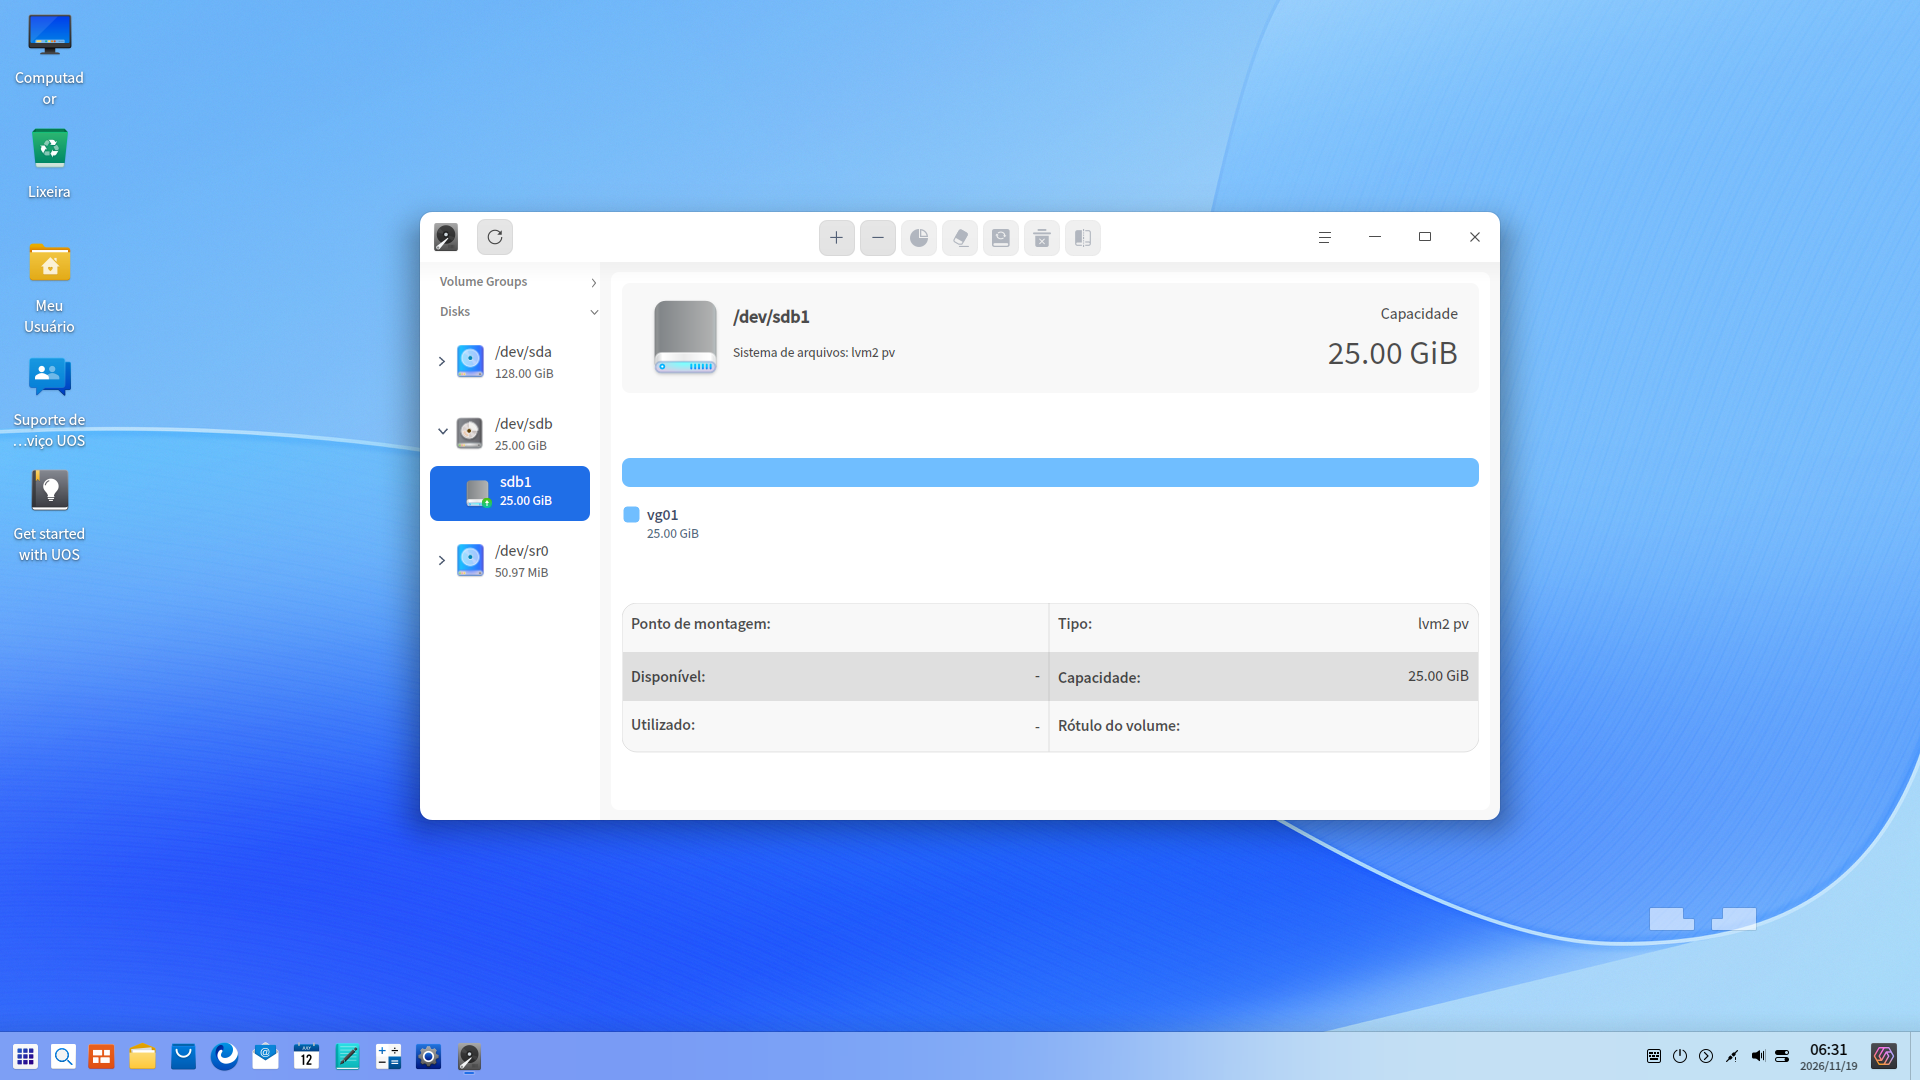 Computad
or
Lixeira
Meu
Usuário
Suporte de
...viço UOS
Get started
with UOS
Volume Groups
Disks
/dev/sda
128.00 GiB
/dev/sdb
25.00 GiB
sdb1
25.00 GiB
/dev/sr0
50.97 MiB
/dev/sdb1
Sistema de arquivos: lvm2 pv
Capacidade
25.00 GiB
vg01
25.00 GiB
Ponto de montagem:
Tipo: lvm2 pv
Disponível: -
Capacidade: 25.00 GiB
Utilizado: -
Rótulo do volume:
JULY
12
06:31
2026/11/19